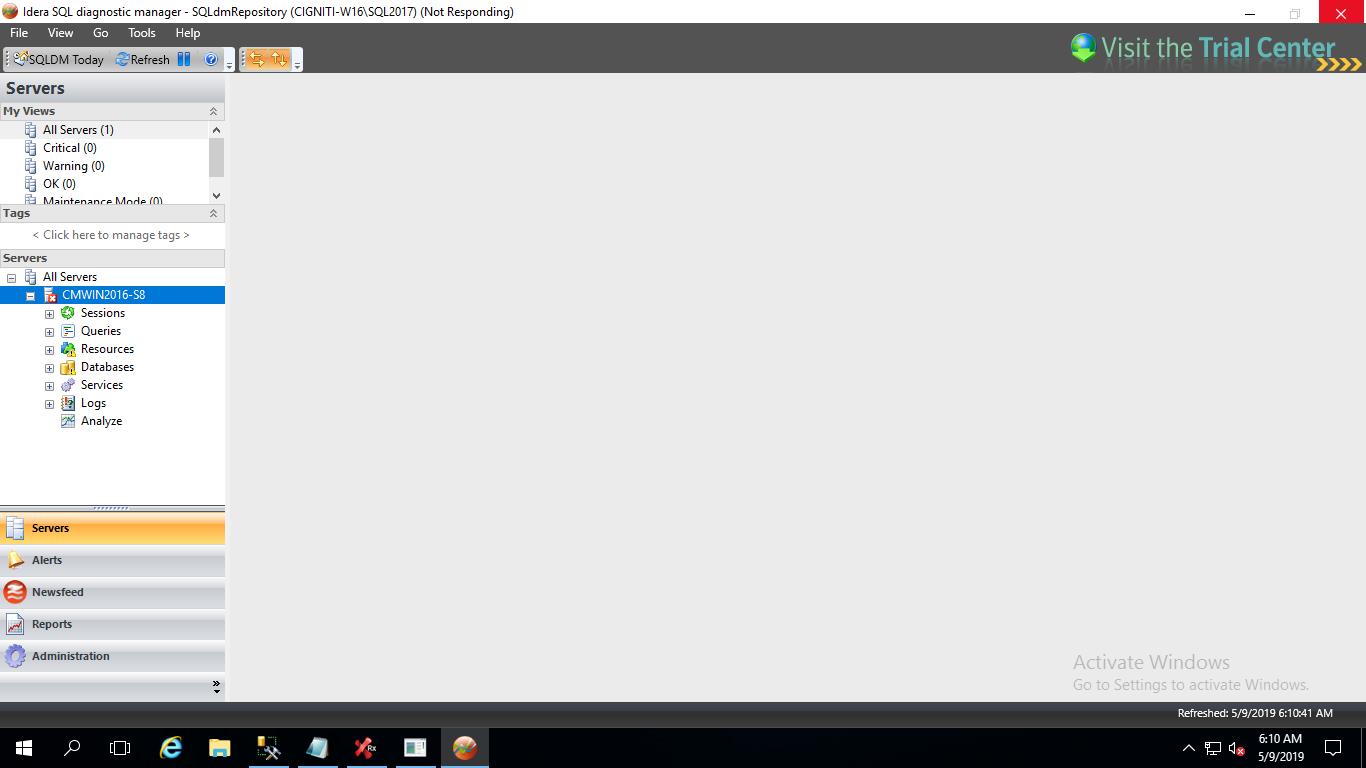 Idera SQL diagnostic manager - SQLdmRepository (CIGNITI-W16\SQL2017) (Not Responding)
File View Go Tools Help
SQLDM Today Refresh
Visit the Trial Center
Servers
My Views
All Servers (1)
Critical (0)
Warning (0)
OK (0)
Maintenance Mode (0)
Tags
< Click here to manage tags >
Servers
All Servers
CMWIN2016-S8
Sessions
Queries
Resources
Databases
Services
Logs
Analyze
Servers
Alerts
Newsfeed
Reports
Administration
Activate Windows
Go to Settings to activate Windows.
Refreshed: 5/9/2019 6:10:41 AM
Rx
6:10 AM
5/9/2019